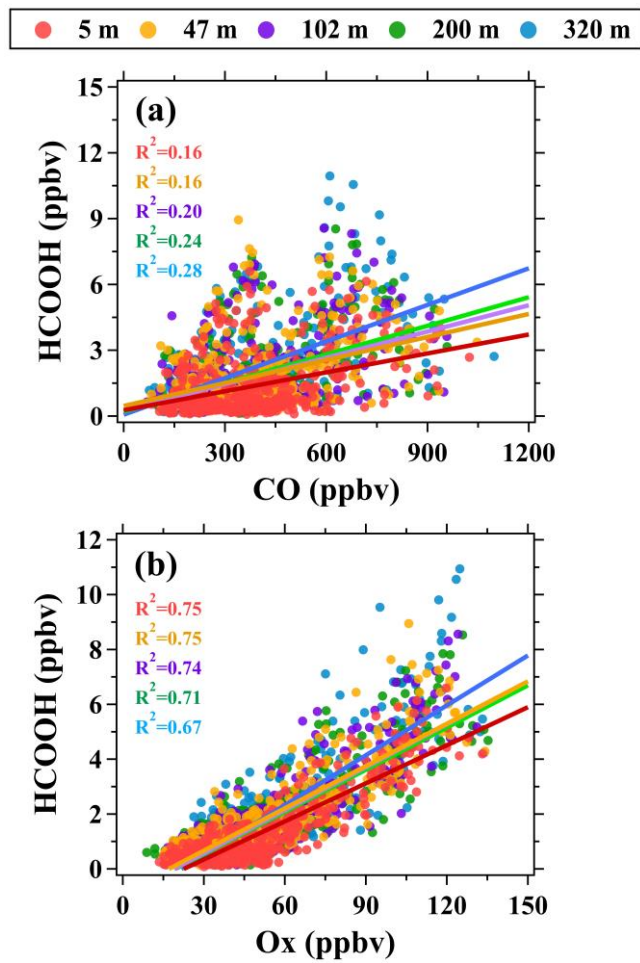 5 m 47 m 102 m 200 m 320 m
15
12
9
6
3
0
HCOOH (ppbv)
(a)
R²=0.16
R²=0.16
R²=0.20
R²=0.24
R²=0.28
0 300 600 900 1200
CO (ppbv)
12
10
8
6
4
2
0
HCOOH (ppbv)
(b)
R²=0.75
R²=0.75
R²=0.74
R²=0.71
R²=0.67
0 30 60 90 120 150
Ox (ppbv)